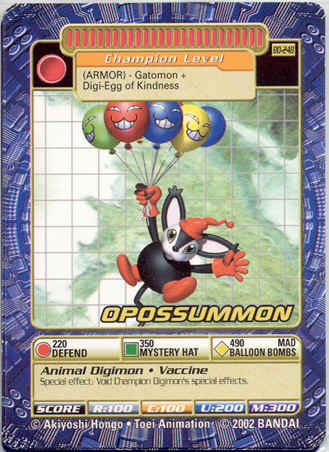 Champion Level
BO-248
(ARMOR) - Gatomon +
Digi-Egg of Kindness
OPOSSUMMON
220 DEFEND
350 MYSTERY HAT
490 MAD BALLOON BOMBS
Animal Digimon • Vaccine
Special effect: Void Champion Digimon's special effects.
SCORE R:100 C:100 U:200 M:300
© Akiyoshi Hongo • Toei Animation © 2002 BANDAI